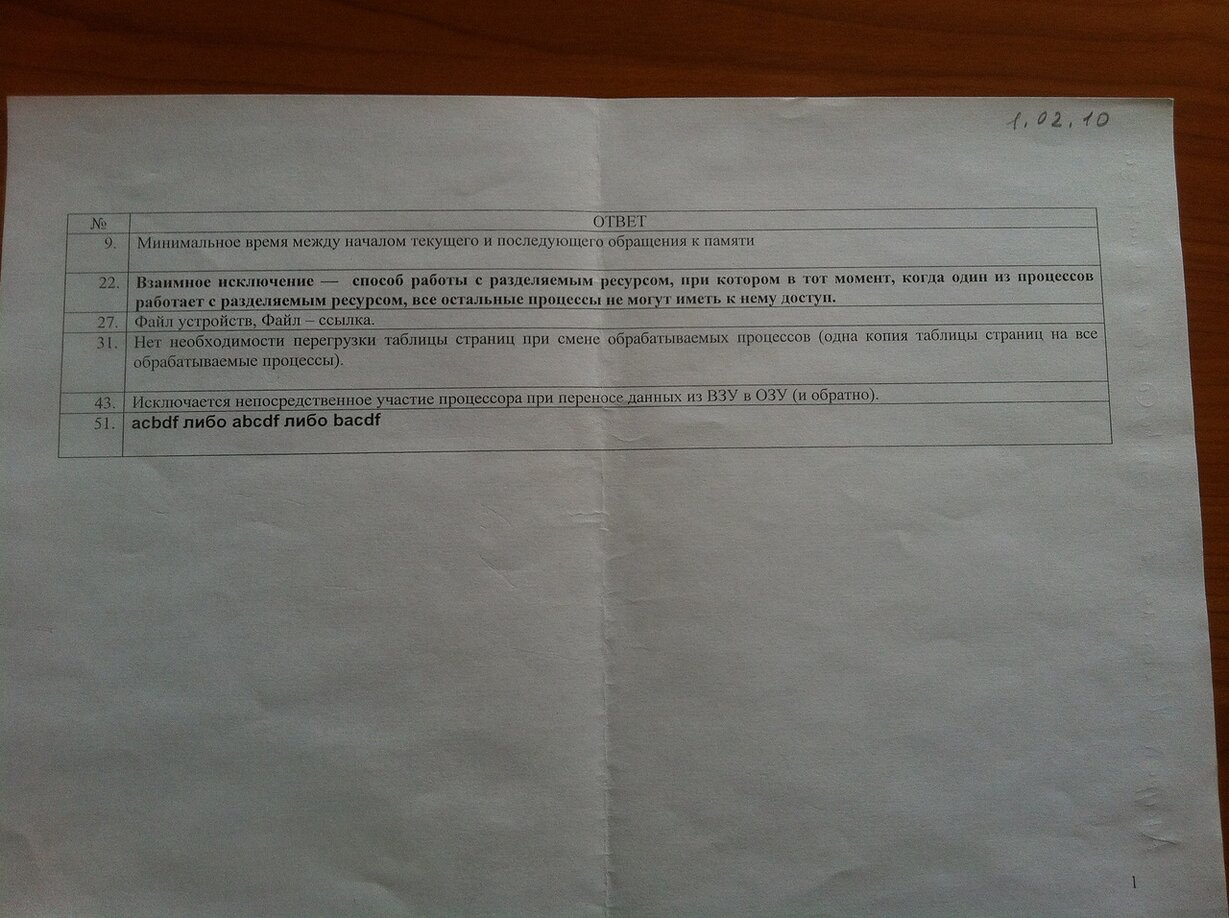 1.02.10
№ ОТВЕТ
9. Минимальное время между началом текущего и последующего обращения к памяти
22. Взаимное исключение — способ работы с разделяемым ресурсом, при котором в тот момент, когда один из процессов
работает с разделяемым ресурсом, все остальные процессы не могут иметь к нему доступ.
27. Файл устройств, Файл – ссылка.
31. Нет необходимости перегрузки таблицы страниц при смене обрабатываемых процессов (одна копия таблицы страниц на все
обрабатываемые процессы).
43. Исключается непосредственное участие процессора при переносе данных из ВЗУ в ОЗУ (и обратно).
51. acbdf либо abcdf либо bacdf
1